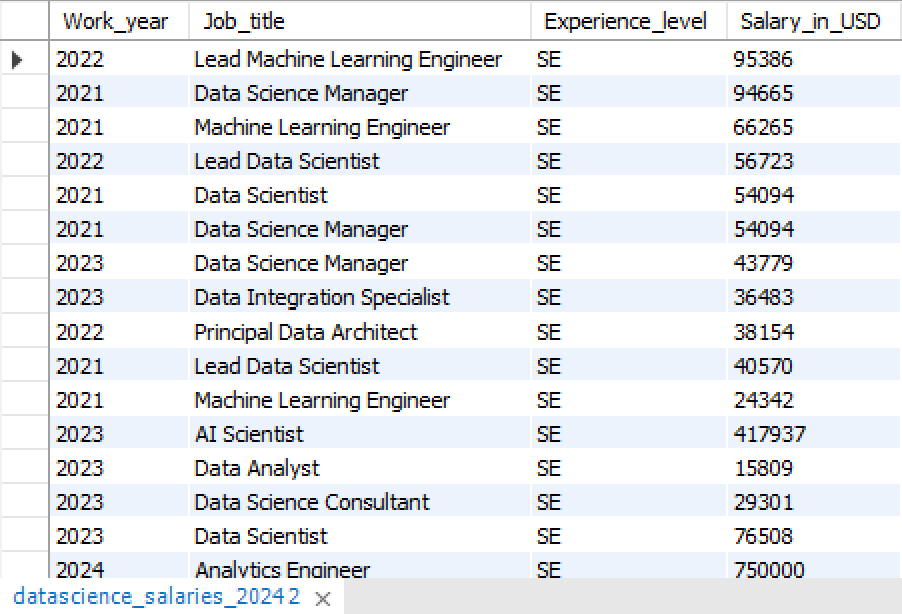 Work_year Job_title Experience_level Salary_in_USD
2022 Lead Machine Learning Engineer SE 95386
2021 Data Science Manager SE 94665
2021 Machine Learning Engineer SE 66265
2022 Lead Data Scientist SE 56723
2021 Data Scientist SE 54094
2021 Data Science Manager SE 54094
2023 Data Science Manager SE 43779
2023 Data Integration Specialist SE 36483
2022 Principal Data Architect SE 38154
2021 Lead Data Scientist SE 40570
2021 Machine Learning Engineer SE 24342
2023 AI Scientist SE 417937
2023 Data Analyst SE 15809
2023 Data Science Consultant SE 29301
2023 Data Scientist SE 76508
2024 Analytics Engineer SE 750000
datascience_salaries_2024 2